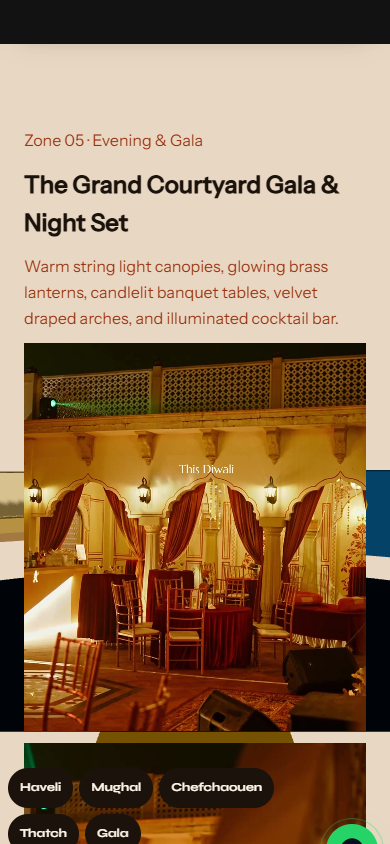 Zone 05 · Evening & Gala
The Grand Courtyard Gala &
Night Set
Warm string light canopies, glowing brass
lanterns, candlelit banquet tables, velvet
draped arches, and illuminated cocktail bar.
This Diwali
Haveli
Mughal
Chefchaouen
Thatch
Gala